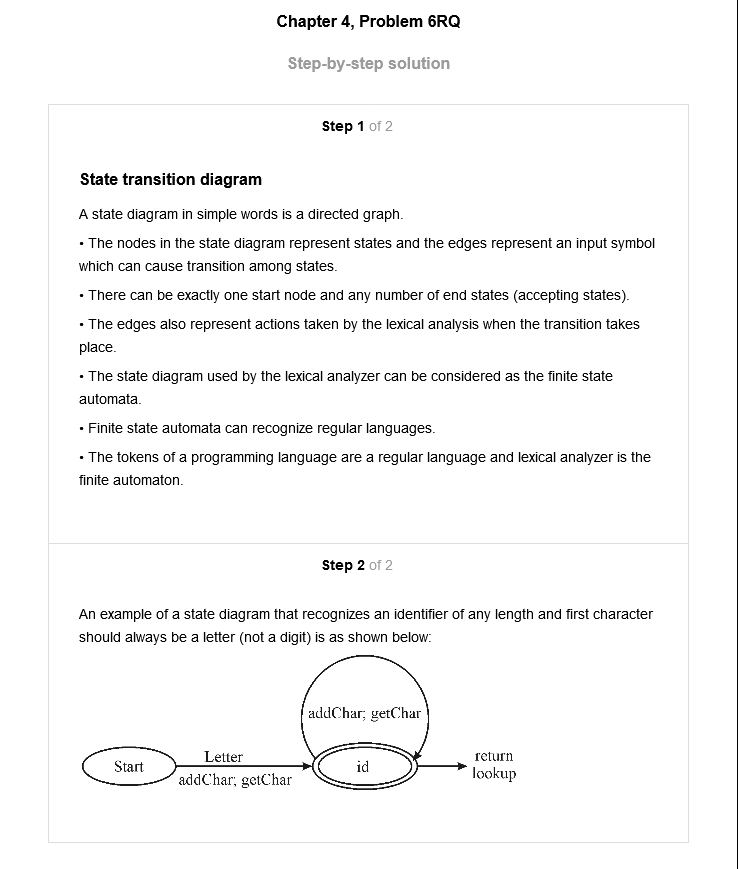 Chapter 4, Problem 6RQ
Step-by-step solution
Step 1 of 2
State transition diagram
A state diagram in simple words is a directed graph.
• The nodes in the state diagram represent states and the edges represent an input symbol
which can cause transition among states.
• There can be exactly one start node and any number of end states (accepting states).
• The edges also represent actions taken by the lexical analysis when the transition takes
place.
• The state diagram used by the lexical analyzer can be considered as the finite state
automata.
• Finite state automata can recognize regular languages.
• The tokens of a programming language are a regular language and lexical analyzer is the
finite automaton.
Step 2 of 2
An example of a state diagram that recognizes an identifier of any length and first character
should always be a letter (not a digit) is as shown below:
addChar; getChar
Start
Letter
addChar; getChar
id
return
lookup